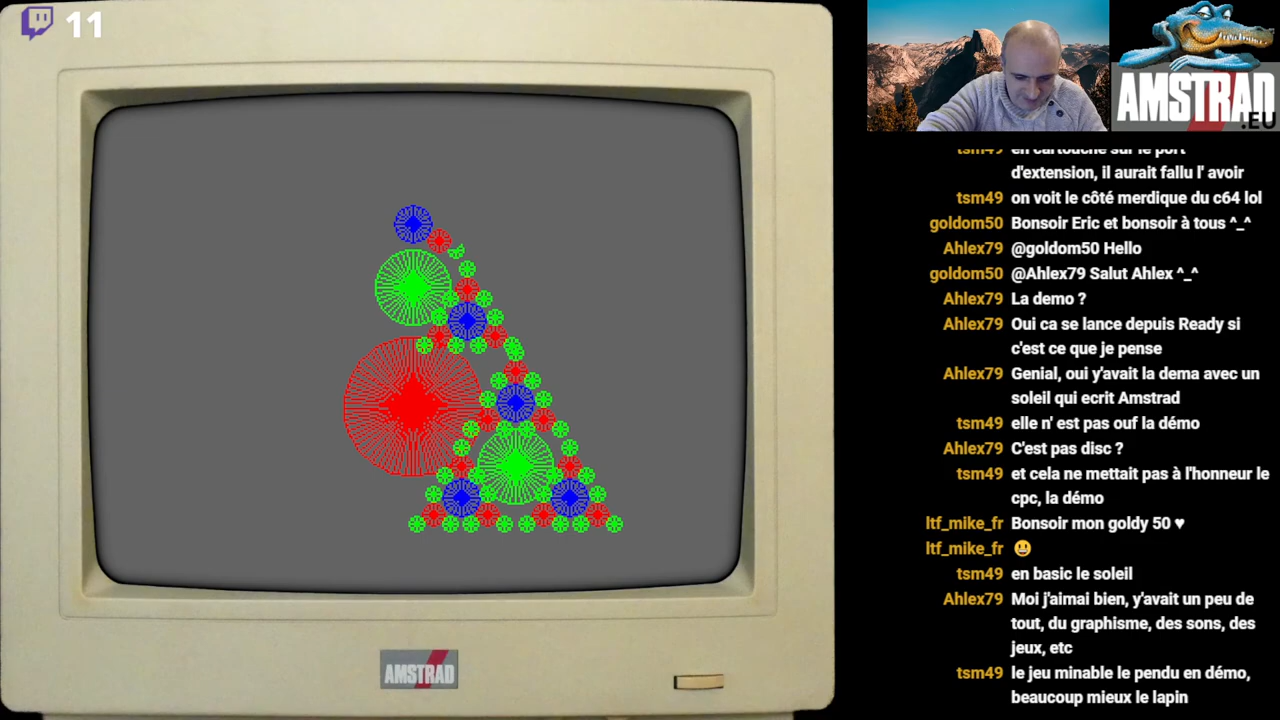 11
AMSTRAD
.EU
tsm49 en cartouche sur le port
d'extension, il aurait fallu l' avoir
tsm49 on voit le côté merdique du c64 lol
goldom50 Bonsoir Eric et bonsoir à tous ^_^
Ahlex79 @goldom50 Hello
goldom50 @Ahlex79 Salut Ahlex ^_^
Ahlex79 La demo ?
Ahlex79 Oui ca se lance depuis Ready si
c'est ce que je pense
Ahlex79 Genial, oui y'avait la dema avec un
soleil qui ecrit Amstrad
tsm49 elle n' est pas ouf la démo
Ahlex79 C'est pas disc ?
tsm49 et cela ne mettait pas à l'honneur le
cpc, la démo
ltf_mike_fr Bonsoir mon goldy 50 ♥
ltf_mike_fr 😃
tsm49 en basic le soleil
Ahlex79 Moi j'aimai bien, y'avait un peu de
tout, du graphisme, des sons, des
jeux, etc
tsm49 le jeu minable le pendu en démo,
beaucoup mieux le lapin
AMSTRAD